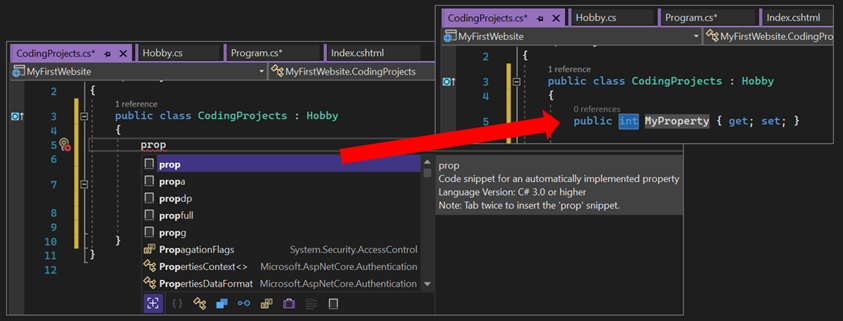 CodingProjects.cs*
Hobby.cs
Program.cs*
Index.cshtml
MyFirstWebsite
MyFirstWebsite.CodingProjects
2 {
1 reference
3 public class CodingProjects : Hobby
4 {
5 prop
6
7
8
9
10 }
11 }
12
prop
propa
propdp
propfull
propg
PropagationFlags System.Security.AccessControl
PropertiesContext<> Microsoft.AspNetCore.Authentication
PropertiesDataFormat Microsoft.AspNetCore.Authentication
prop
Code snippet for an automatically implemented property
Language Version: C# 3.0 or higher
Note: Tab twice to insert the 'prop' snippet.
CodingProjects.cs*
Hobby.cs
Program.cs*
Index.cshtml
MyFirstWebsite
MyFirstWebsite.CodingPro
2 {
1 reference
3 public class CodingProjects : Hobby
4 {
0 references
5 public int MyProperty { get; set; }